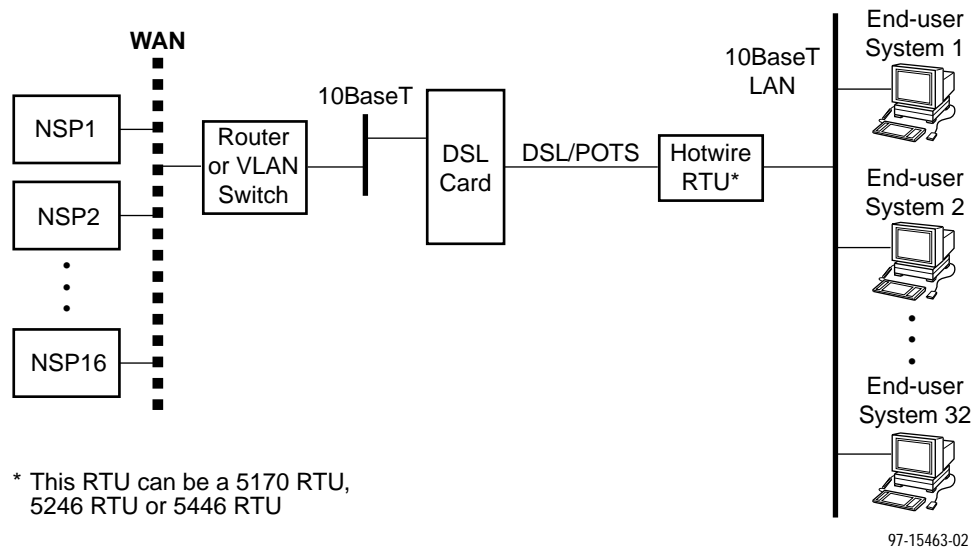 WAN
NSP1
NSP2
NSP16
Router
or VLAN
Switch
10BaseT
DSL
Card
DSL/POTS
Hotwire
RTU*
10BaseT
LAN
End-user
System 1
End-user
System 2
End-user
System 32
* This RTU can be a 5170 RTU,
5246 RTU or 5446 RTU
97-15463-02